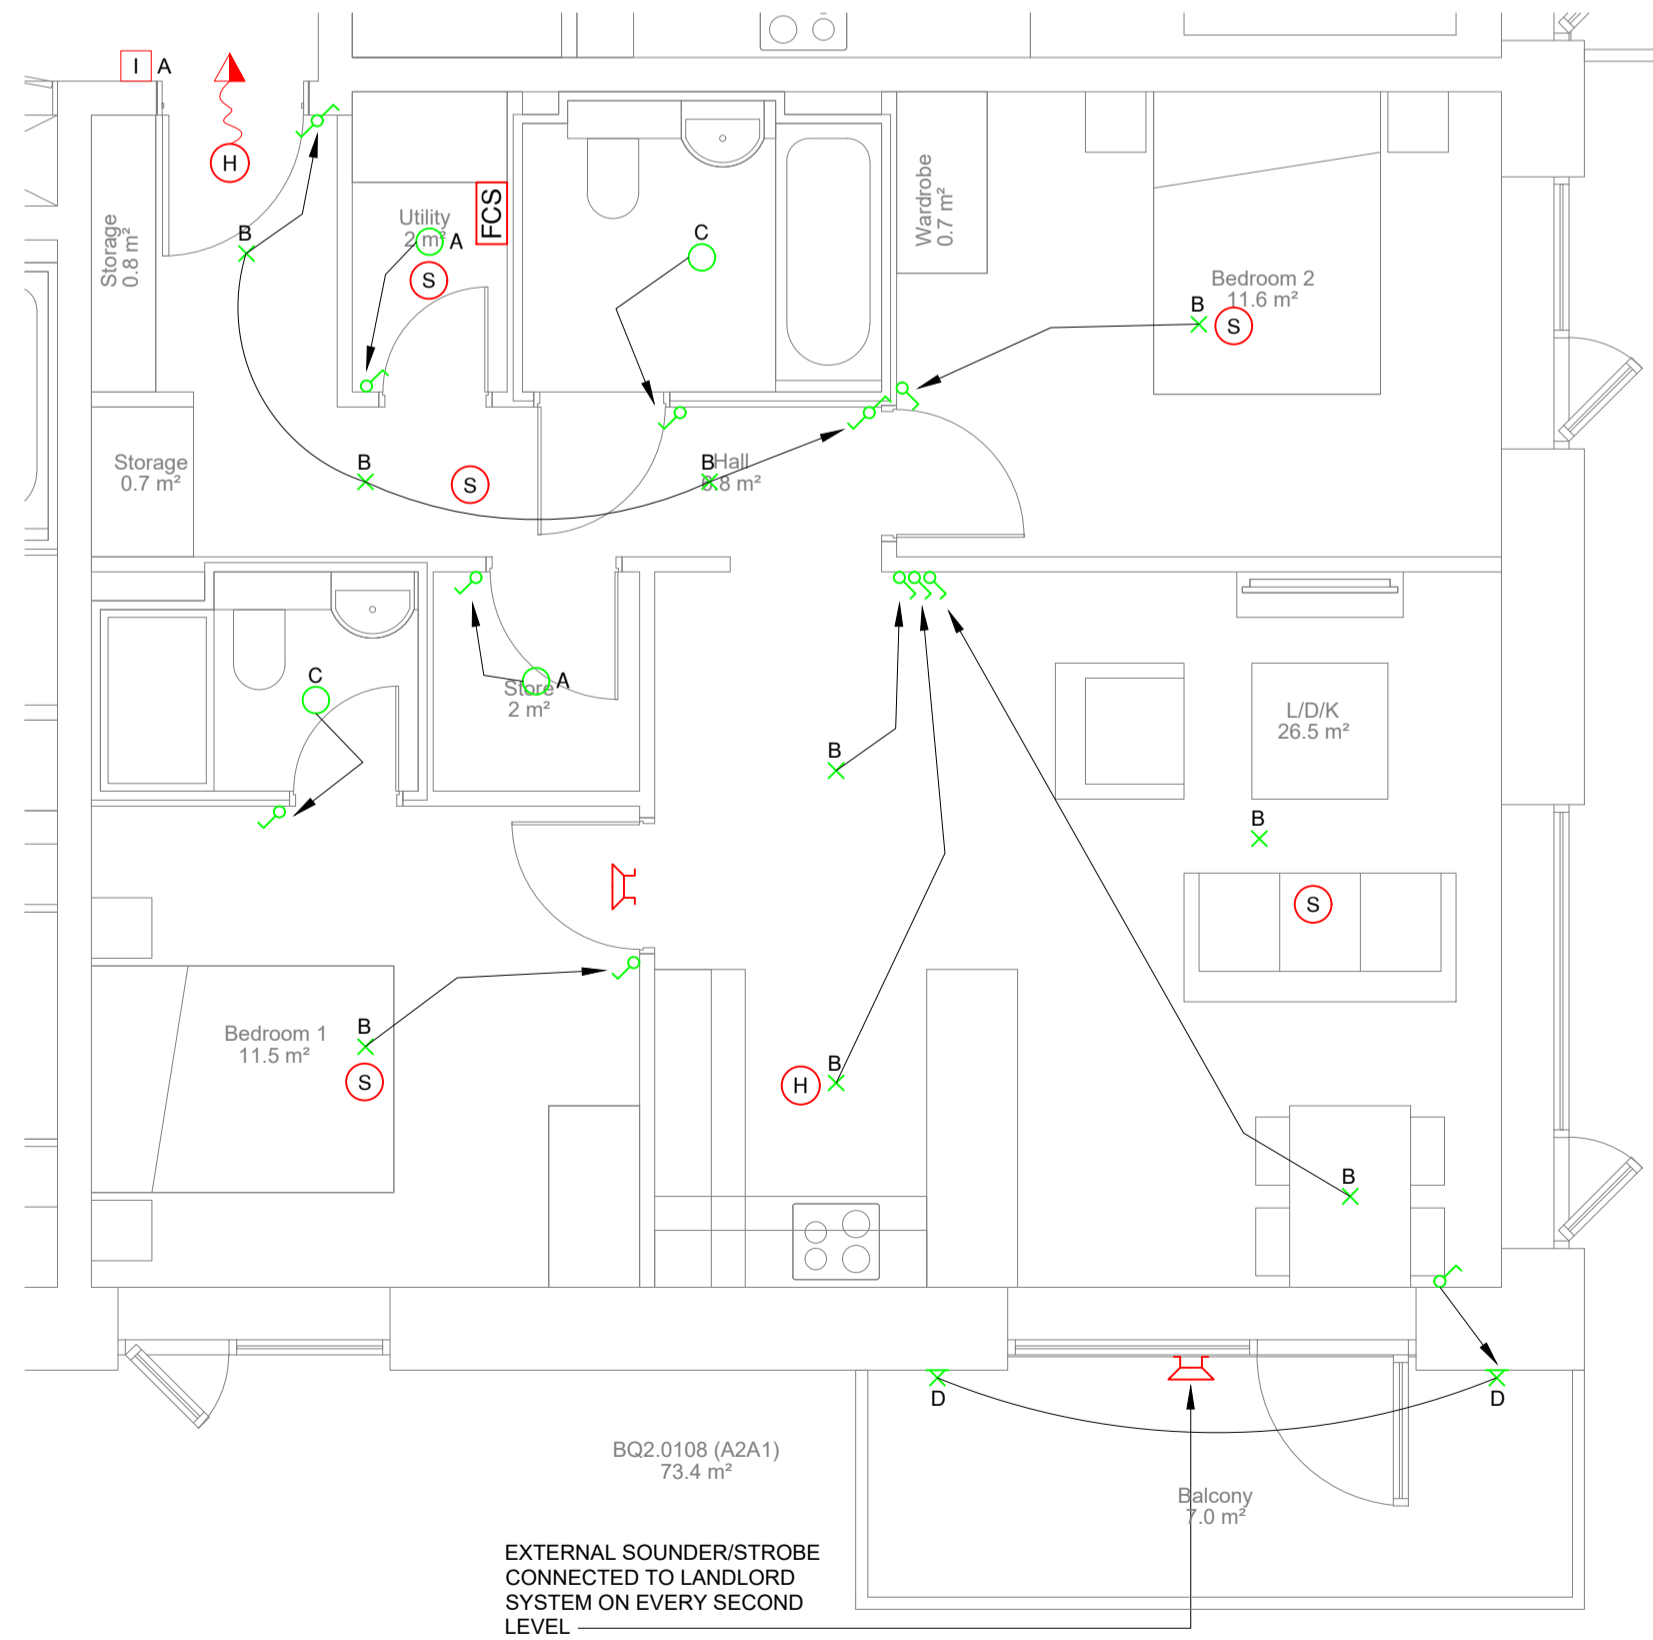 I A
H
B
Storage
0.8 m²
Utility
2 m²
A
FCS
S
C
Wardrobe
0.7 m²
Bedroom 2
11.6 m²
B
S
Storage
0.7 m²
B
S
B
Hall
8 m²
C
A
Store
2 m²
L/D/K
26.5 m²
B
B
S
Bedroom 1
11.5 m²
B
S
H
B
B
D
D
BQ2.0108 (A2A1)
73.4 m²
Balcony
7.0 m²
EXTERNAL SOUNDER/STROBE
CONNECTED TO LANDLORD
SYSTEM ON EVERY SECOND
LEVEL